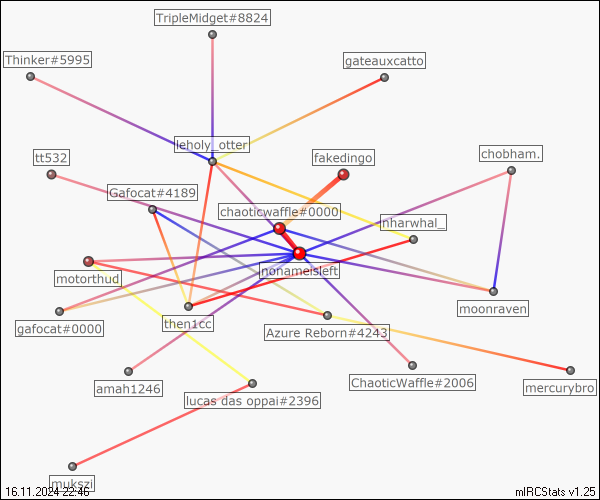 TripleMidget#8824
Thinker#5995
gateauxcatto
leholy_otter
tt532
fakedingo
chobham.
Gafocat#4189
chaoticwaffle#0000
nharwhal_
nonameisleft
motorthud
moonraven
gafocat#0000
then1cc
Azure Reborn#4243
amah1246
ChaoticWaffle#2006
mercurybro
lucas das oppai#2396
mukszi
16.11.2024 22:46
mIRCStats v1.25